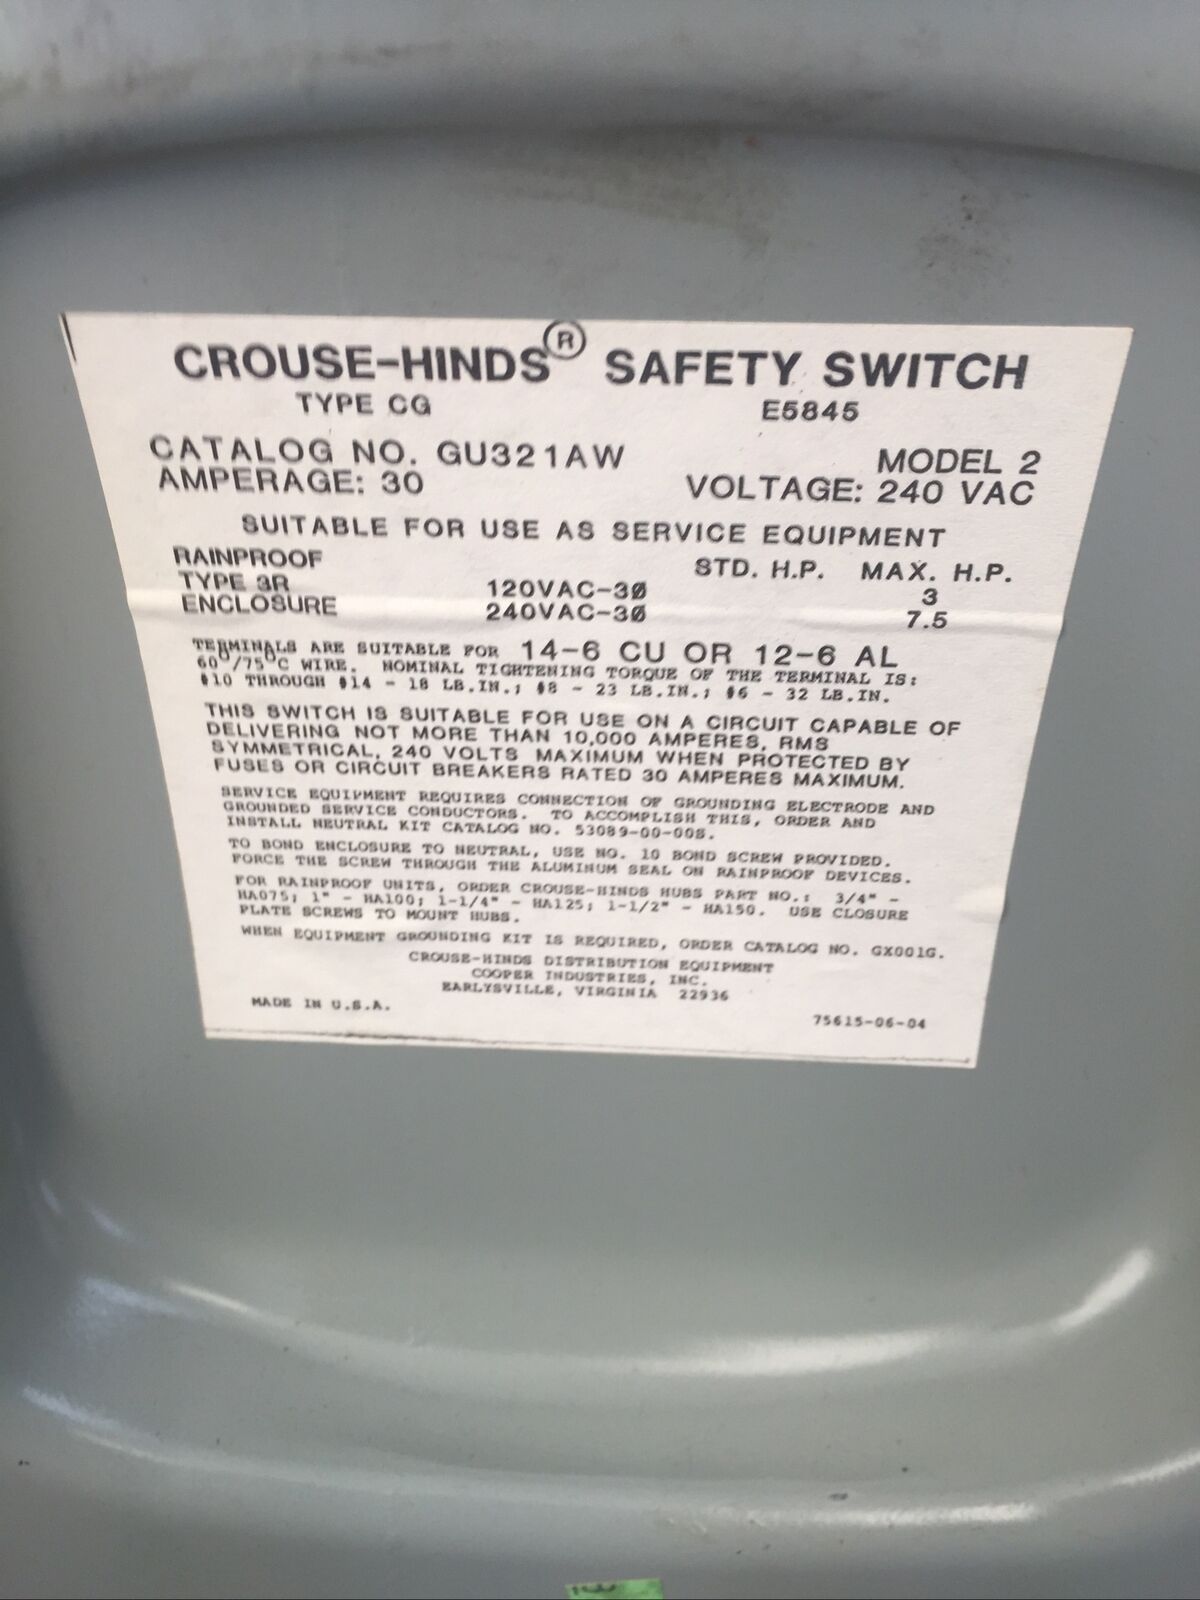 CROUSE-HINDS® SAFETY SWITCH
TYPE CG E5845
CATALOG NO. GU321AW MODEL 2
AMPERAGE: 30 VOLTAGE: 240 VAC
SUITABLE FOR USE AS SERVICE EQUIPMENT
RAINPROOF STD. H.P. MAX. H.P.
TYPE 3R 120VAC-3Ø 3
ENCLOSURE 240VAC-3Ø 7.5
TERMINALS ARE SUITABLE FOR 14-6 CU OR 12-6 AL
60°/75°C WIRE. NOMINAL TIGHTENING TORQUE OF THE TERMINAL IS:
#10 THROUGH #14 - 18 LB.IN.; #8 - 23 LB.IN.; #6 - 32 LB.IN.
THIS SWITCH IS SUITABLE FOR USE ON A CIRCUIT CAPABLE OF
DELIVERING NOT MORE THAN 10,000 AMPERES, RMS
SYMMETRICAL, 240 VOLTS MAXIMUM WHEN PROTECTED BY
FUSES OR CIRCUIT BREAKERS RATED 30 AMPERES MAXIMUM.
SERVICE EQUIPMENT REQUIRES CONNECTION OF GROUNDING ELECTRODE AND
GROUNDED SERVICE CONDUCTORS. TO ACCOMPLISH THIS, ORDER AND
INSTALL NEUTRAL KIT CATALOG NO. 53089-00-00S.
TO BOND ENCLOSURE TO NEUTRAL, USE NO. 10 BOND SCREW PROVIDED.
FORCE THE SCREW THROUGH THE ALUMINUM SEAL ON RAINPROOF DEVICES.
FOR RAINPROOF UNITS, ORDER CROUSE-HINDS HUBS PART NO.: 3/4" -
HA075; 1" - HA100; 1-1/4" - HA125; 1-1/2" - HA150. USE CLOSURE
PLATE SCREWS TO MOUNT HUBS.
WHEN EQUIPMENT GROUNDING KIT IS REQUIRED, ORDER CATALOG NO. GX001G.
CROUSE-HINDS DISTRIBUTION EQUIPMENT
COOPER INDUSTRIES, INC.
EARLYSVILLE, VIRGINIA 22936
MADE IN U.S.A. 75615-06-04